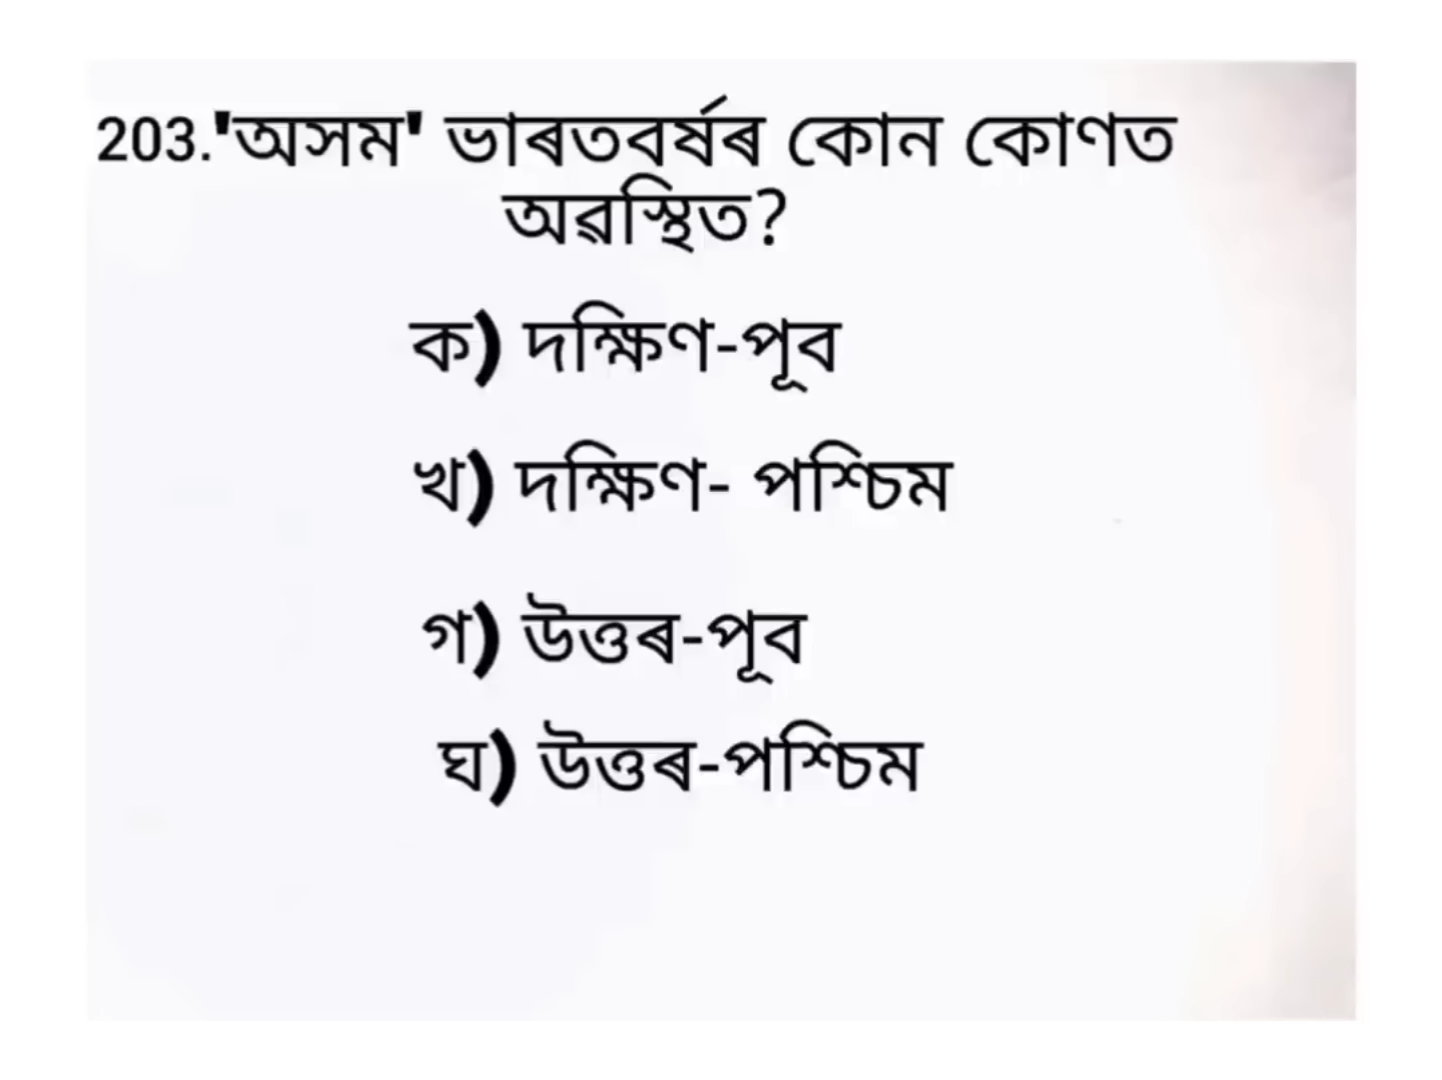 203.'অসম' ভাৰতবৰ্ষৰ কোন কোণত
অৱস্থিত?
ক) দক্ষিণ-পূব
খ) দক্ষিণ- পশ্চিম
গ) উত্তৰ-পূব
ঘ) উত্তৰ-পশ্চিম